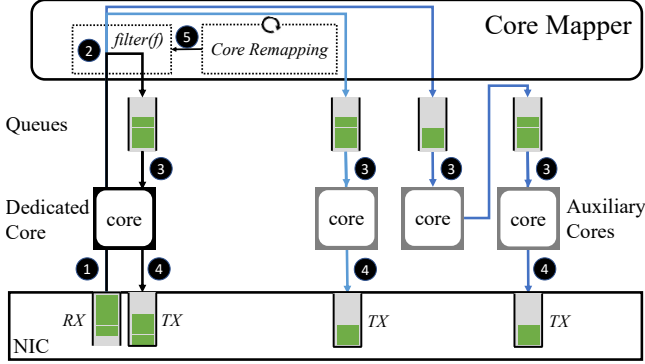 Core Mapper
2
filter(f)
5
Core Remapping
Queues
3
3
3
3
Dedicated
Core
core
core
core
core
Auxiliary
Cores
1
4
4
4
RX
TX
TX
TX
NIC